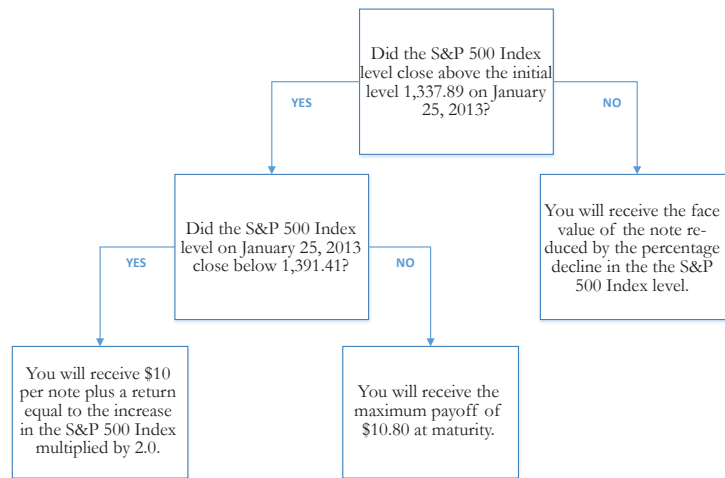 Did the S&P 500 Index
level close above the initial
level 1,337.89 on January
25, 2013?
YES
NO
Did the S&P 500 Index
level on January 25, 2013
close below 1,391.41?
You will receive the face
value of the note re-
duced by the percentage
decline in the the S&P
500 Index level.
YES
NO
You will receive $10
per note plus a return
equal to the increase
in the S&P 500 Index
multiplied by 2.0.
You will receive the
maximum payoff of
$10.80 at maturity.